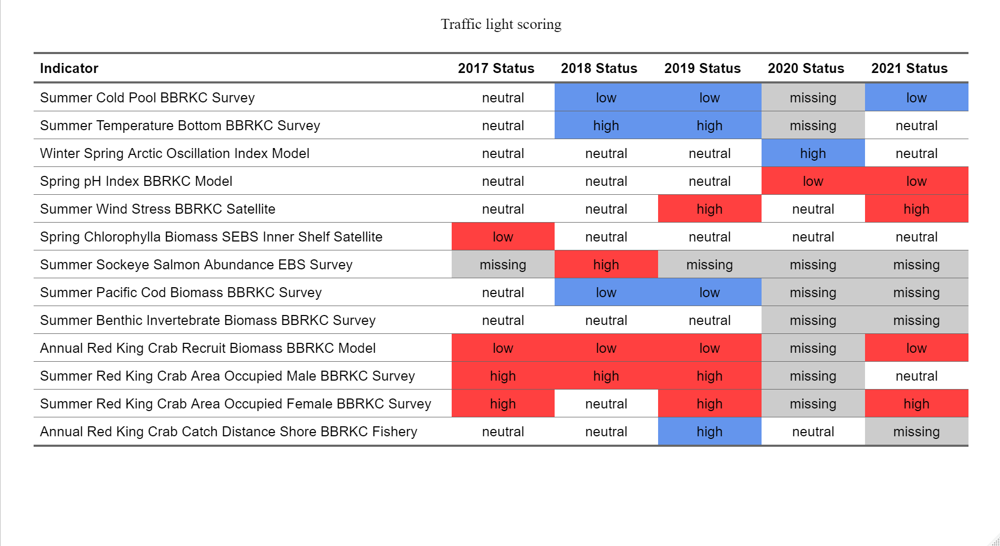 Traffic light scoring
Indicator 2017 Status 2018 Status 2019 Status 2020 Status 2021 Status
Summer Cold Pool BBRKC Survey neutral low low missing low
Summer Temperature Bottom BBRKC Survey neutral high high missing neutral
Winter Spring Arctic Oscillation Index Model neutral neutral neutral high neutral
Spring pH Index BBRKC Model neutral neutral neutral low low
Summer Wind Stress BBRKC Satellite neutral neutral high neutral high
Spring Chlorophylla Biomass SEBS Inner Shelf Satellite low neutral neutral neutral neutral
Summer Sockeye Salmon Abundance EBS Survey missing high missing missing missing
Summer Pacific Cod Biomass BBRKC Survey neutral low low missing missing
Summer Benthic Invertebrate Biomass BBRKC Survey neutral neutral neutral missing missing
Annual Red King Crab Recruit Biomass BBRKC Model low low low missing low
Summer Red King Crab Area Occupied Male BBRKC Survey high high high missing neutral
Summer Red King Crab Area Occupied Female BBRKC Survey high neutral high missing high
Annual Red King Crab Catch Distance Shore BBRKC Fishery neutral neutral high neutral missing